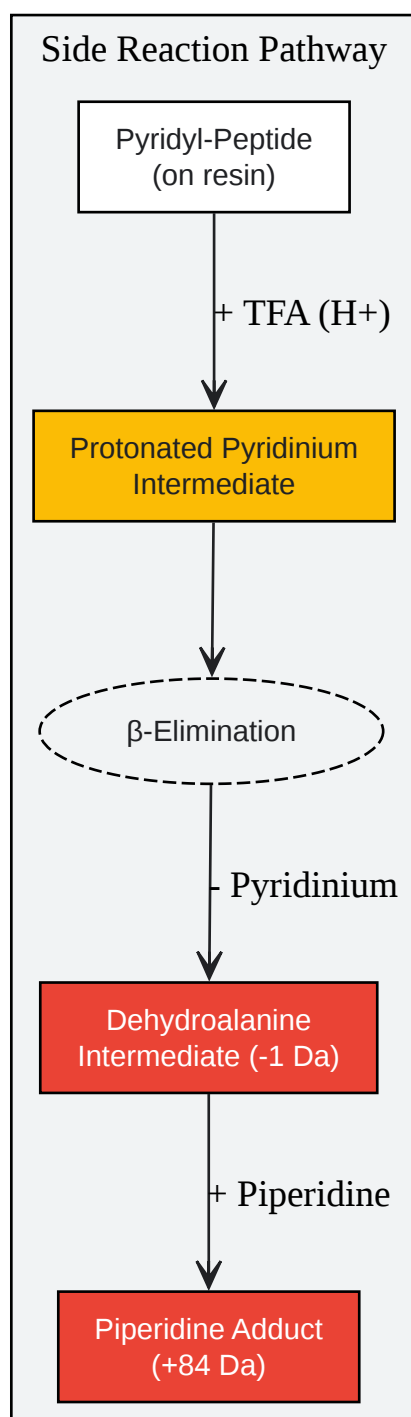 Side Reaction Pathway
Pyridyl-Peptide
(on resin)
+ TFA (H+)
Protonated Pyridinium
Intermediate
β-Elimination
- Pyridinium
Dehydroalanine
Intermediate (-1 Da)
+ Piperidine
Piperidine Adduct
(+84 Da)